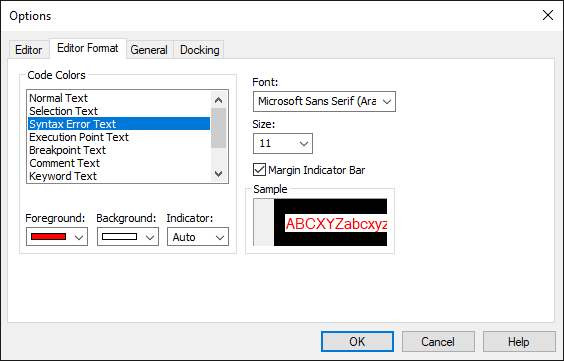 Options
Editor
Editor Format
General
Docking
Code Colors
Normal Text
Selection Text
Syntax Error Text
Execution Point Text
Breakpoint Text
Comment Text
Keyword Text
Foreground:
Background:
Indicator:
Auto
Font:
Microsoft Sans Serif (Ara
Size:
11
Margin Indicator Bar
Sample
ABCXYZabcxyz
OK
Cancel
Help